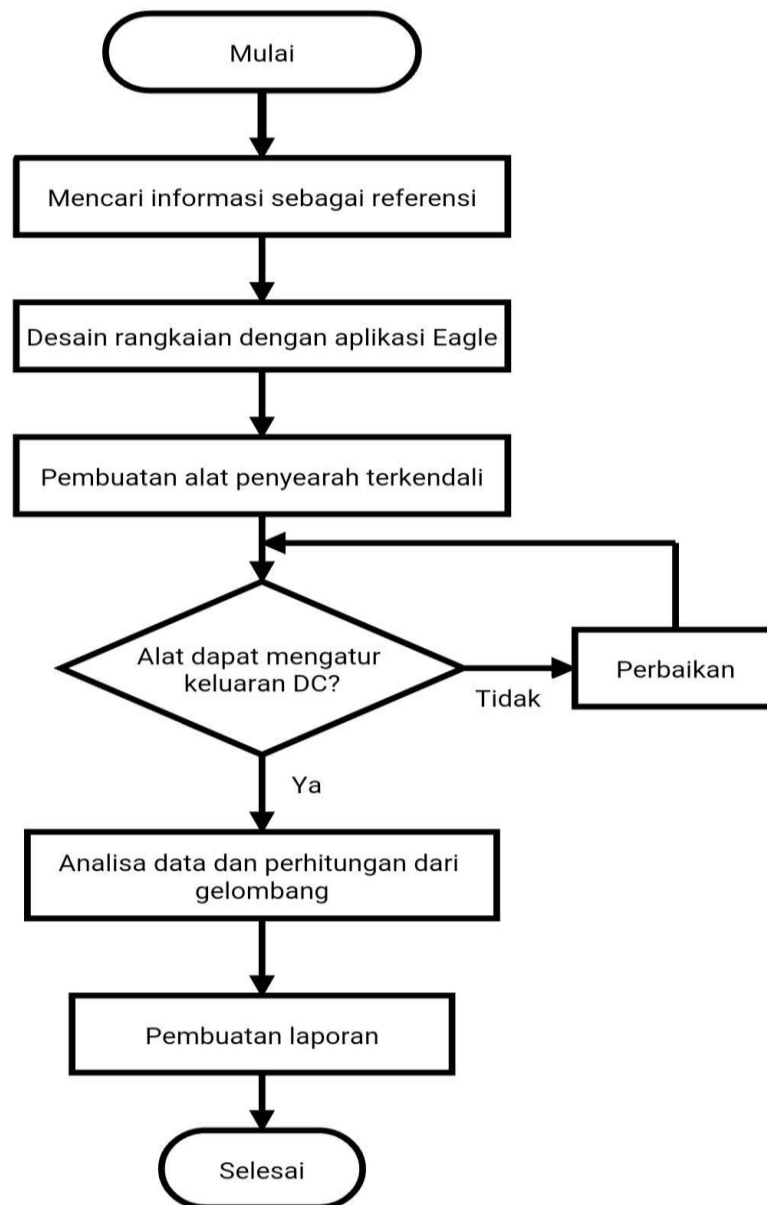 Mulai
Mencari informasi sebagai referensi
Desain rangkaian dengan aplikasi Eagle
Pembuatan alat penyearah terkendali
Alat dapat mengatur
keluaran DC?
Tidak
Perbaikan
Ya
Analisa data dan perhitungan dari
gelombang
Pembuatan laporan
Selesai